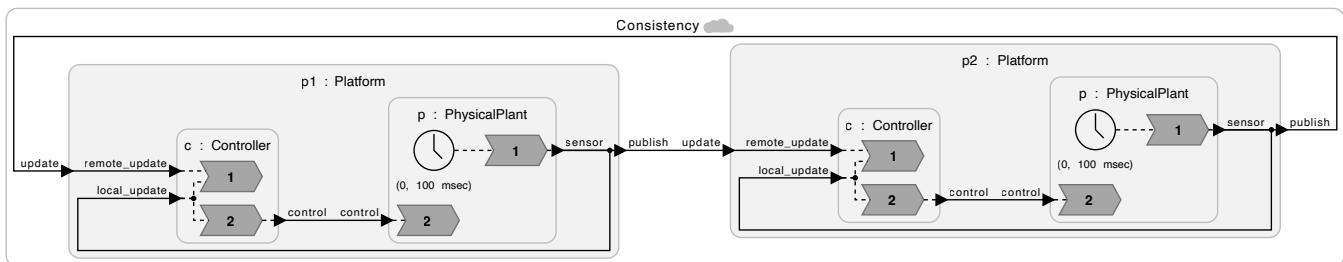 Consistency
p1 : Platform
p : PhysicalPlant
1
(0, 100 msec)
2
c : Controller
1
2
update
remote_update
local_update
control
control
sensor
publish
p2 : Platform
p : PhysicalPlant
1
(0, 100 msec)
2
c : Controller
1
2
update
remote_update
local_update
control
control
sensor
publish